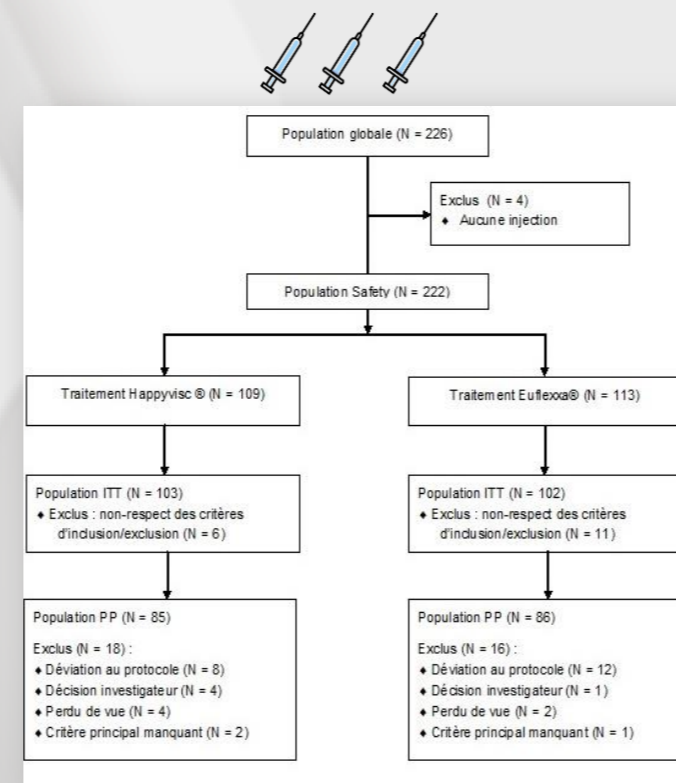 Population globale (N = 226)
Exclus (N = 4)
♦ Aucune injection
Population Safety (N = 222)
Traitement Happyvisc ® (N = 109)
Traitement Euflexxa® (N = 113)
Population ITT (N = 103)
♦ Exclus : non-respect des critères
d'inclusion/exclusion (N = 6)
Population ITT (N = 102)
♦ Exclus : non-respect des critères
d'inclusion/exclusion (N = 11)
Population PP (N = 85)
Exclus (N = 18) :
♦ Déviation au protocole (N = 8)
♦ Décision investigateur (N = 4)
♦ Perdu de vue (N = 4)
♦ Critère principal manquant (N = 2)
Population PP (N = 86)
Exclus (N = 16) :
♦ Déviation au protocole (N = 12)
♦ Décision investigateur (N = 1)
♦ Perdu de vue (N = 2)
♦ Critère principal manquant (N = 1)